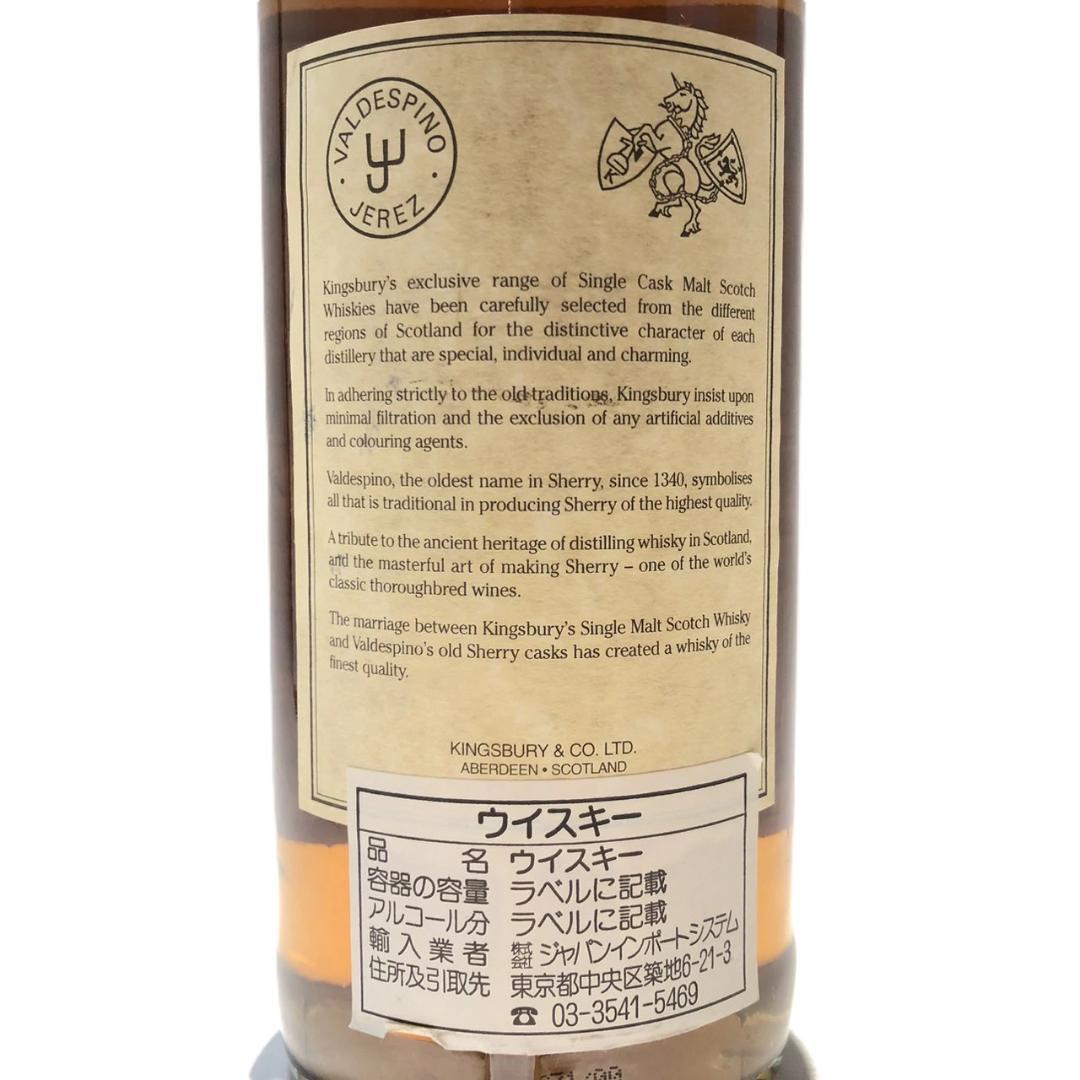 VALDESPINO
JEREZ
Kingsbury's exclusive range of Single Cask Malt Scotch
Whiskies have been carefully selected from the different
regions of Scotland for the distinctive character of each
distillery that are special, individual and charming.
In adhering strictly to the old traditions, Kingsbury insist upon
minimal filtration and the exclusion of any artificial additives
and colouring agents.
Valdespino, the oldest name in Sherry, since 1340, symbolises
all that is traditional in producing Sherry of the highest quality.
A tribute to the ancient heritage of distilling whisky in Scotland,
and the masterful art of making Sherry – one of the world's
classic thoroughbred wines.
The marriage between Kingsbury's Single Malt Scotch Whisky
and Valdespino's old Sherry casks has created a whisky of the
finest quality.
KINGSBURY & CO. LTD.
ABERDEEN • SCOTLAND
ウイスキー
品名 ウイスキー
容器の容量 ラベルに記載
アルコール分 ラベルに記載
輸入業者 株式会社 ジャパンインポートシステム
住所及引取先 東京都中央区築地6-21-3
☎ 03-3541-5469